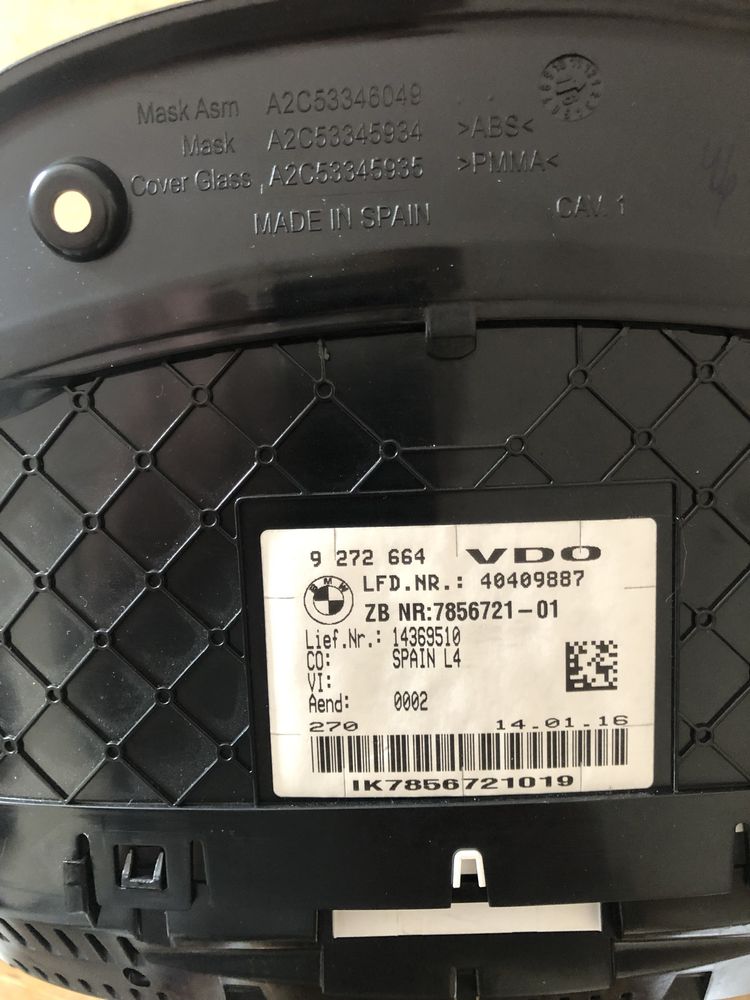 Mask Asm A2C53346049
Mask A2C53345934 >ABS<
Cover Glass A2C53345935 >PMMA<
MADE IN SPAIN CAV. 1
9 272 664 VDO
BMW
LFD.NR.: 40409887
ZB NR:7856721-01
Lief.Nr.: 14369510
CO: SPAIN L4
VI:
Aend: 0002
270 14.01.16
IK7856721019